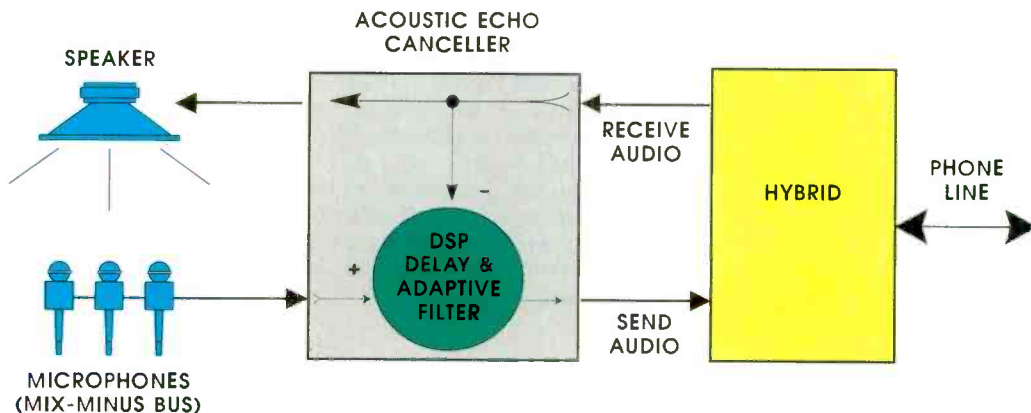 ACOUSTIC ECHO
CANCELLER
SPEAKER
RECEIVE
AUDIO
PHONE
LINE
HYBRID
−
+
DSP
DELAY &
ADAPTIVE
FILTER
SEND
AUDIO
MICROPHONES
(MIX-MINUS BUS)